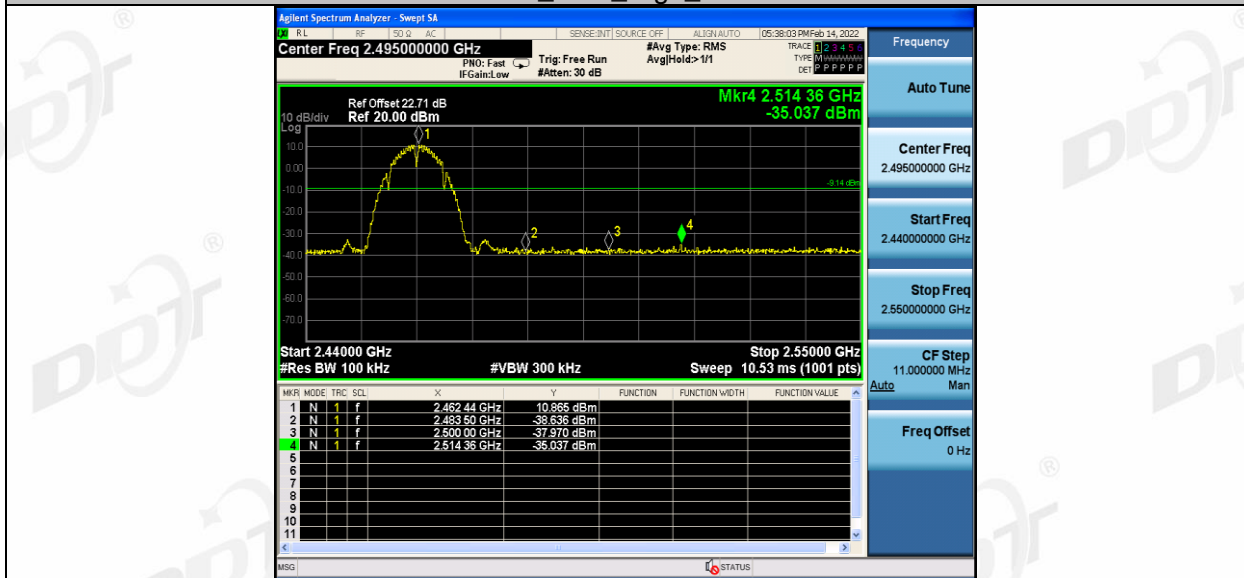 Agilent Spectrum Analyzer - Swept SA
RL RF 50 Ω AC SENSE:INT SOURCE OFF ALIGN AUTO 05:38:03 PM Feb 14, 2022
Center Freq 2.495000000 GHz
PNO: Fast
IFGain:Low
Trig: Free Run
#Atten: 30 dB
#Avg Type: RMS
Avg|Hold:>1/1
TRACE 1 2 3 4 5 6
TYPE M
DET P P P P P P
Ref Offset 22.71 dB
10 dB/div Ref 20.00 dBm
Log
Mkr4 2.514 36 GHz
-35.037 dBm
10.0
0.00
-10.0
-20.0
-30.0
-40.0
-50.0
-60.0
-70.0
1
2
3
4
-9.14 dBm
Start 2.44000 GHz Stop 2.55000 GHz
#Res BW 100 kHz #VBW 300 kHz Sweep 10.53 ms (1001 pts)
MKR MODE TRC SCL X Y FUNCTION FUNCTION WIDTH FUNCTION VALUE
1 N 1 f 2.462 44 GHz 10.865 dBm
2 N 1 f 2.483 50 GHz -38.636 dBm
3 N 1 f 2.500 00 GHz -37.970 dBm
4 N 1 f 2.514 36 GHz -35.037 dBm
5
6
7
8
9
10
11
MSG STATUS
Frequency
Auto Tune
Center Freq
2.495000000 GHz
Start Freq
2.440000000 GHz
Stop Freq
2.550000000 GHz
CF Step
11.000000 MHz
Auto Man
Freq Offset
0 Hz
DDT
®